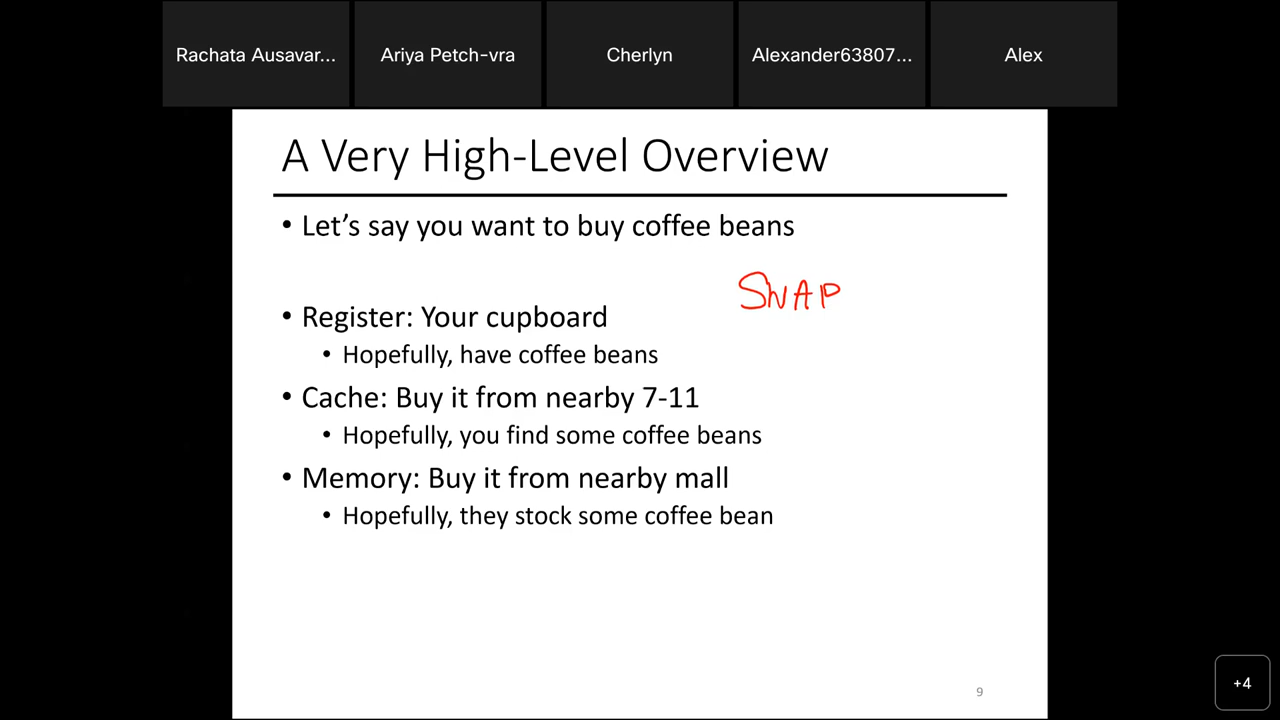 Rachata Ausavar... Ariya Petch-vra Cherlyn Alexander63807... Alex
A Very High-Level Overview
• Let's say you want to buy coffee beans
SWAP
• Register: Your cupboard
• Hopefully, have coffee beans
• Cache: Buy it from nearby 7-11
• Hopefully, you find some coffee beans
• Memory: Buy it from nearby mall
• Hopefully, they stock some coffee bean
9
+4